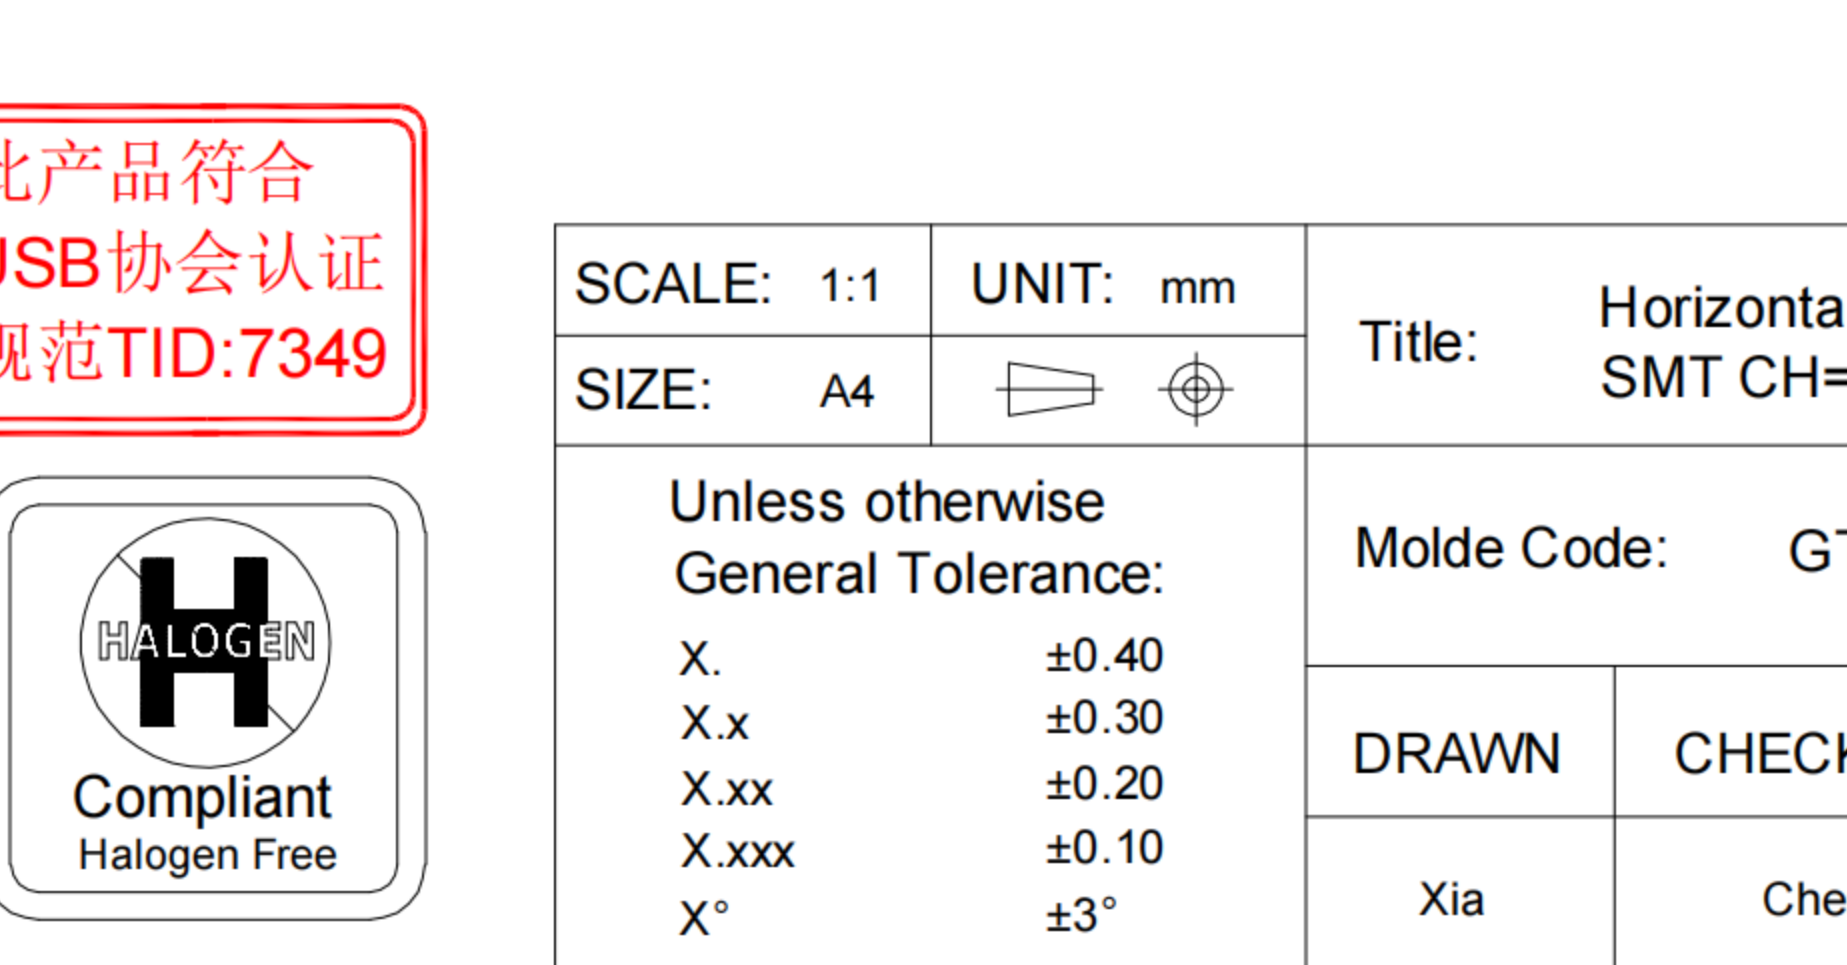 此产品符合
USB协会认证
规范TID:7349
HALOGEN
Compliant
Halogen Free
SCALE: 1:1
UNIT: mm
SIZE: A4
Title:
SMT CH=
Unless otherwise
General Tolerance:
X. ±0.40
X.x ±0.30
X.xx ±0.20
X.xxx ±0.10
X° ±3°
Molde Code:
DRAWN
Xia